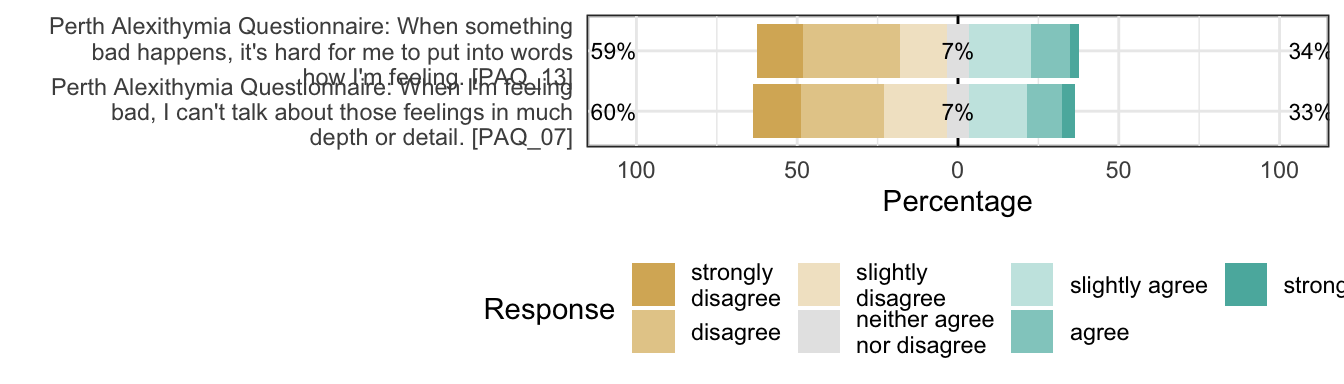 Perth Alexithymia Questionnaire: When something
bad happens, it's hard for me to put into words
how I'm feeling. [PAQ_13]
59% 7% 34%
Perth Alexithymia Questionnaire: When I'm feeling
bad, I can't talk about those feelings in much
depth or detail. [PAQ_07]
60% 7% 33%
100 50 0 50 100
Percentage
Response
strongly
disagree
disagree
slightly
disagree
neither agree
nor disagree
slightly agree
agree
strong